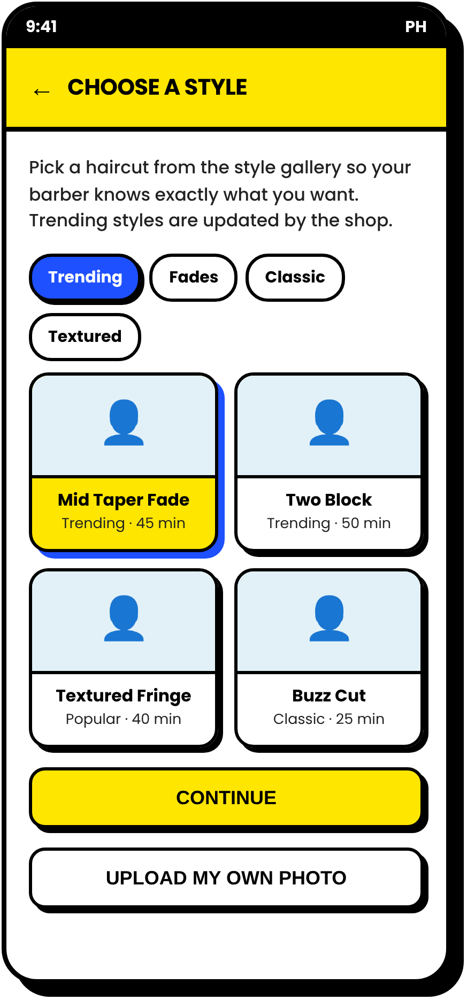 9:41 PH
← CHOOSE A STYLE
Pick a haircut from the style gallery so your
barber knows exactly what you want.
Trending styles are updated by the shop.
Trending Fades Classic
Textured
Mid Taper Fade
Trending · 45 min
Two Block
Trending · 50 min
Textured Fringe
Popular · 40 min
Buzz Cut
Classic · 25 min
CONTINUE
UPLOAD MY OWN PHOTO